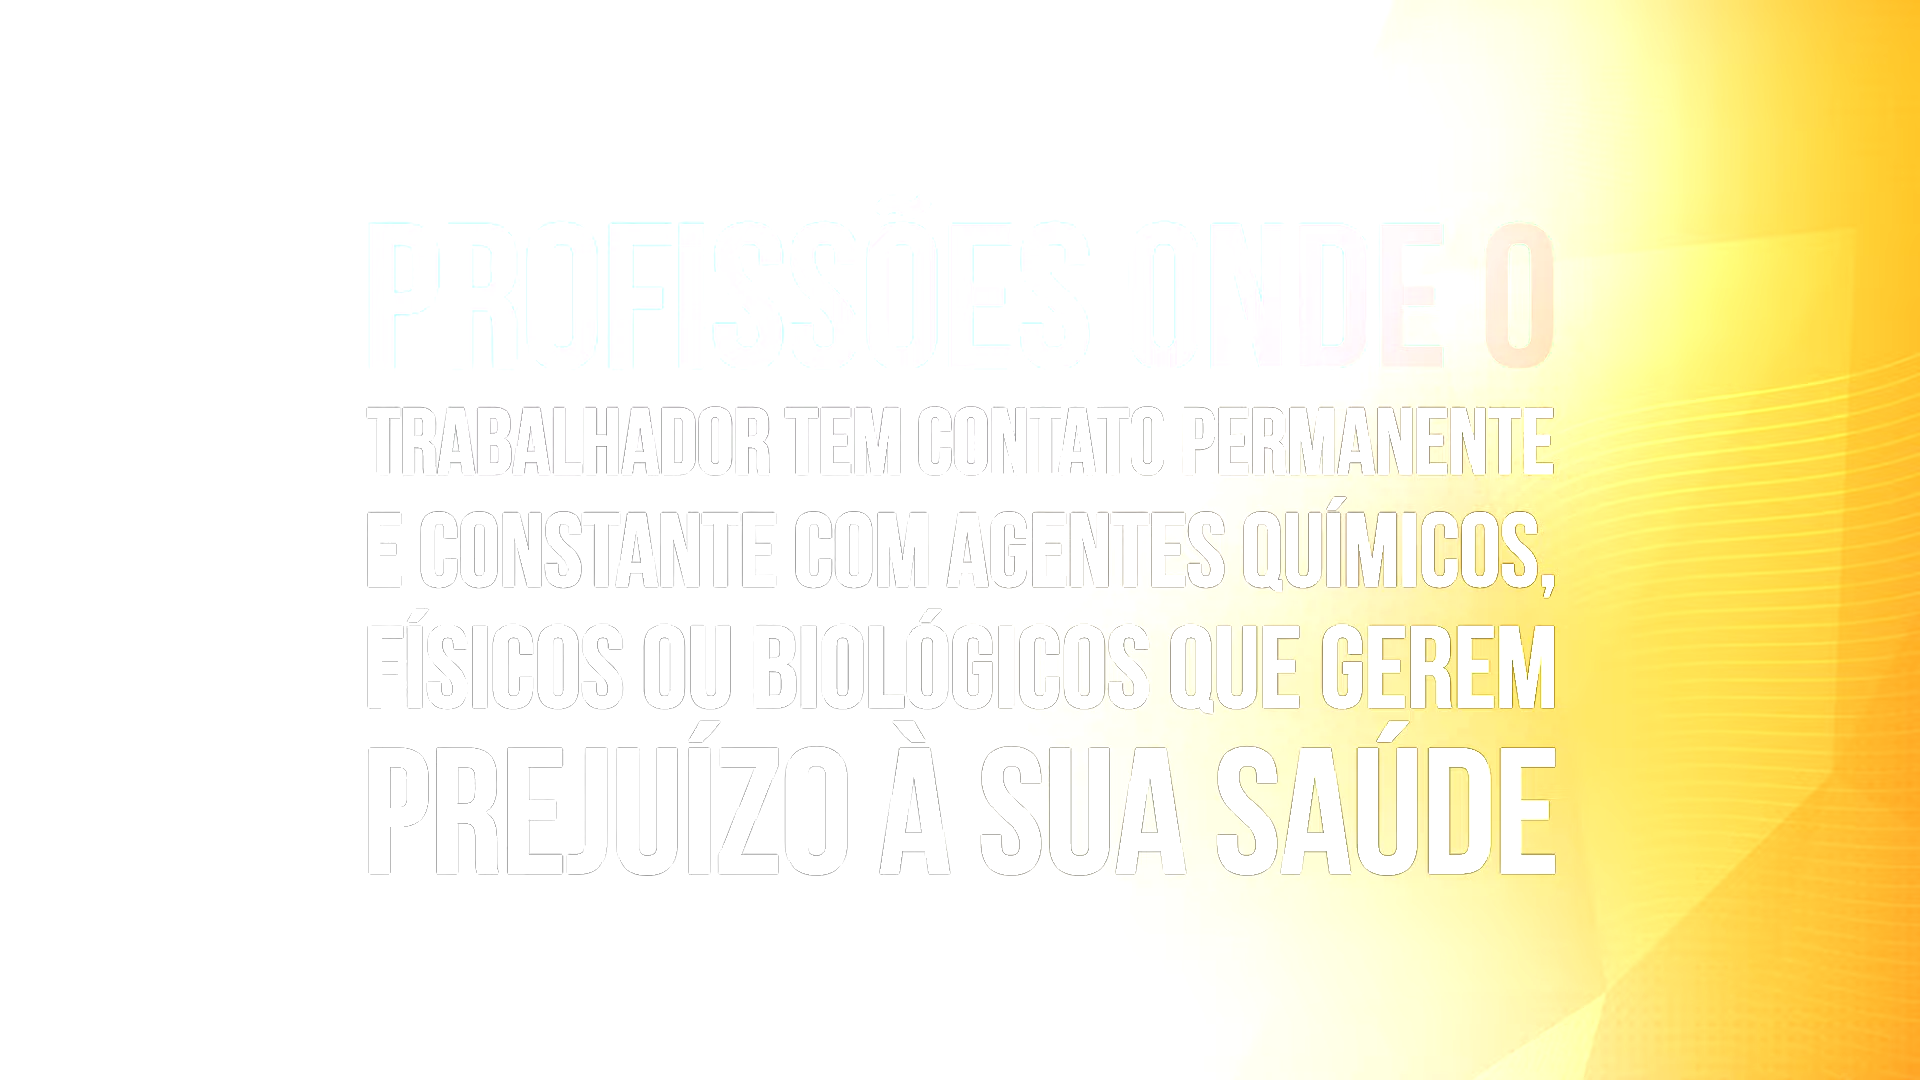 PROFISSÕES ONDE O
TRABALHADOR TEM CONTATO PERMANENTE
E CONSTANTE COM AGENTES QUÍMICOS,
FÍSICOS OU BIOLÓGICOS QUE GEREM
PREJUÍZO À SUA SAÚDE